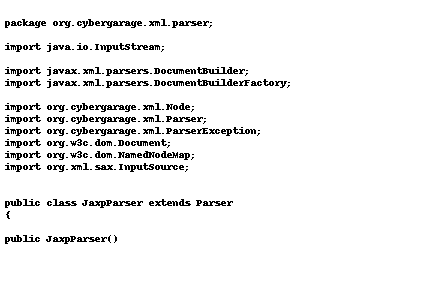 package org.cybergarage.xml.parser;
import java.io.InputStream;
import javax.xml.parsers.DocumentBuilder;
import javax.xml.parsers.DocumentBuilderFactory;
import org.cybergarage.xml.Node;
import org.cybergarage.xml.Parser;
import org.cybergarage.xml.ParserException;
import org.w3c.dom.Document;
import org.w3c.dom.NamedNodeMap;
import org.xml.sax.InputSource;
public class JaxpParser extends Parser
{
public JaxpParser()